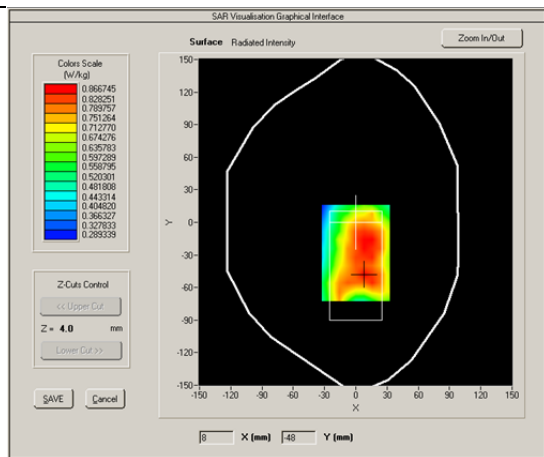 SAR Visualisation Graphical Interface
Surface Radiated Intensity
Zoom In/Out
Colors Scale
(W/kg)
0.866745
0.828251
0.789757
0.751264
0.712770
0.674276
0.635783
0.597289
0.558795
0.520301
0.481808
0.443314
0.404820
0.366327
0.327833
0.289339
Z-Cuts Control
<< Upper Cut
Z = 4.0 mm
Lower Cut >>
SAVE
Cancel
150
120
90
60
30
0
-30
-60
-90
-120
-150
Y
-150 -120 -90 -60 -30 0 30 60 90 120 150
X
8 X (mm) -48 Y (mm)